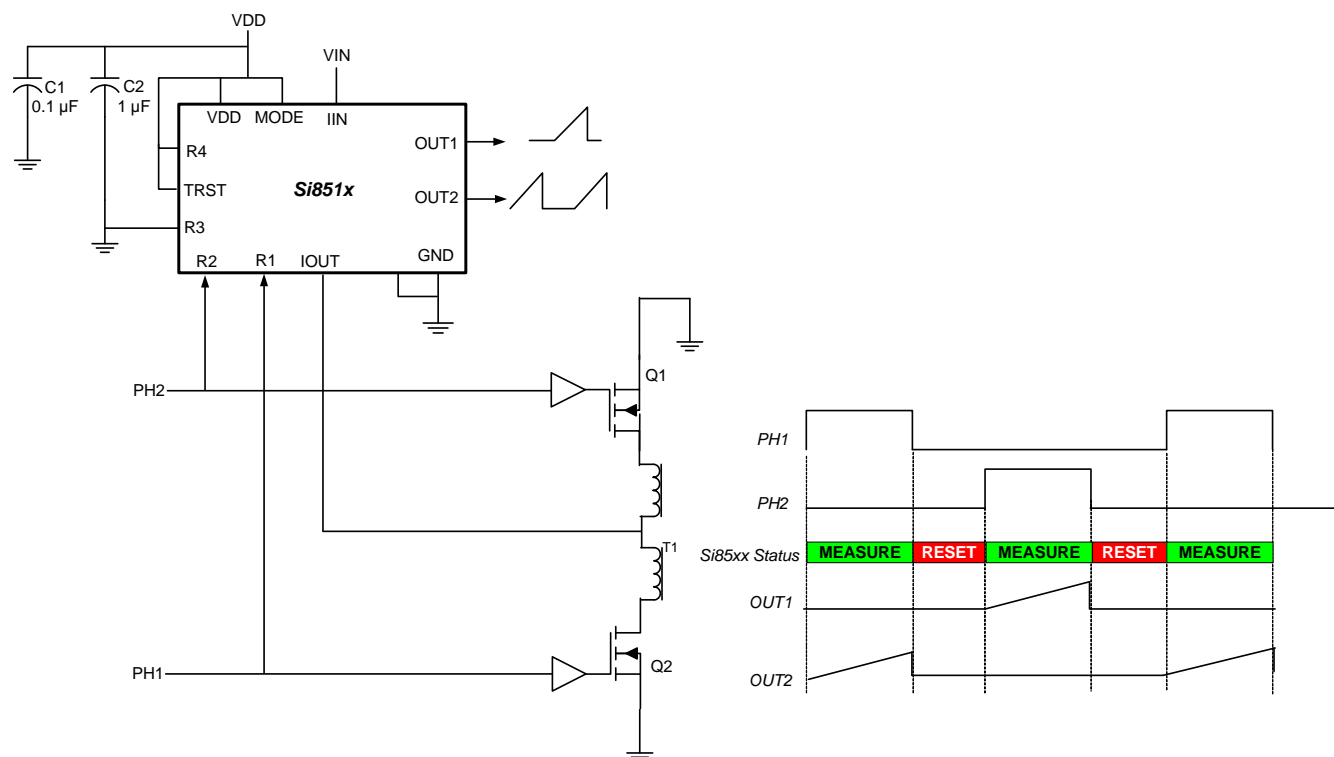 VDD
VIN
C1
0.1 µF
C2
1 µF
VDD
MODE
IIN
R4
TRST
R3
Si851x
OUT1
OUT2
R2
R1
IOUT
GND
PH2
Q1
T1
PH1
Q2
PH1
PH2
Si85xx Status
MEASURE
RESET
MEASURE
RESET
MEASURE
OUT1
OUT2